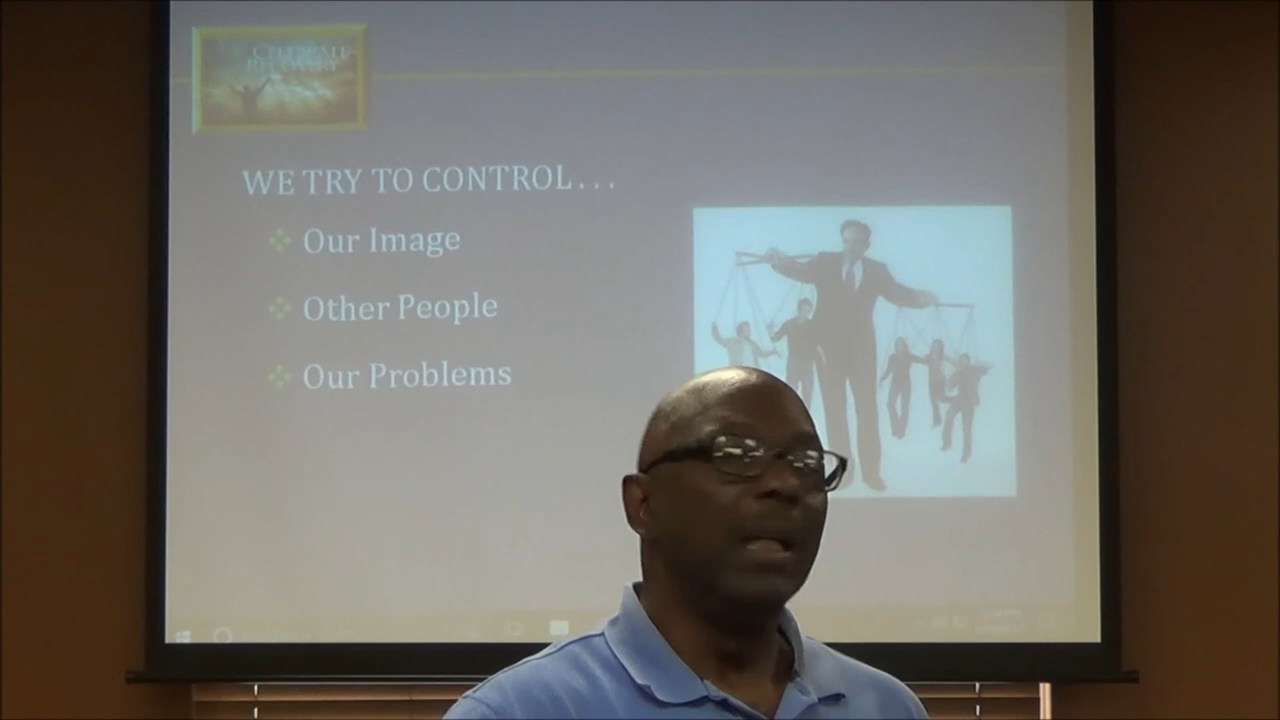 CELEBRATE
RECOVERY
WE TRY TO CONTROL...
Our Image
Other People
Our Problems